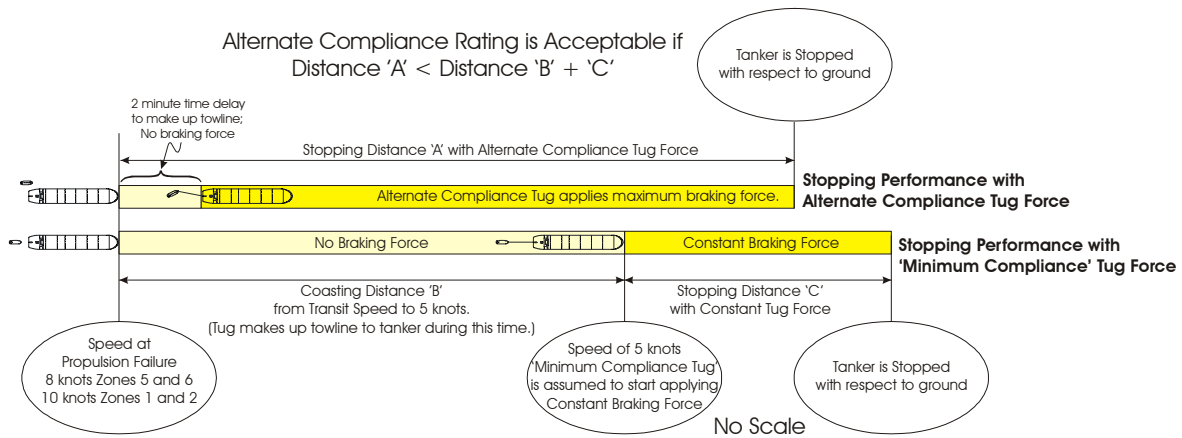 Alternate Compliance Rating is Acceptable if
Distance 'A' < Distance 'B' + 'C'
Tanker is Stopped
with respect to ground
2 minute time delay
to make up towline;
No braking force
Stopping Distance 'A' with Alternate Compliance Tug Force
Alternate Compliance Tug applies maximum braking force.
Stopping Performance with
Alternate Compliance Tug Force
No Braking Force
Constant Braking Force
Stopping Performance with
'Minimum Compliance' Tug Force
Coasting Distance 'B'
from Transit Speed to 5 knots.
(Tug makes up towline to tanker during this time.)
Stopping Distance 'C'
with Constant Tug Force
Speed at
Propulsion Failure
8 knots Zones 5 and 6
10 knots Zones 1 and 2
Speed of 5 knots
'Minimum Compliance Tug'
is assumed to start applying
Constant Braking Force
Tanker is Stopped
with respect to ground
No Scale